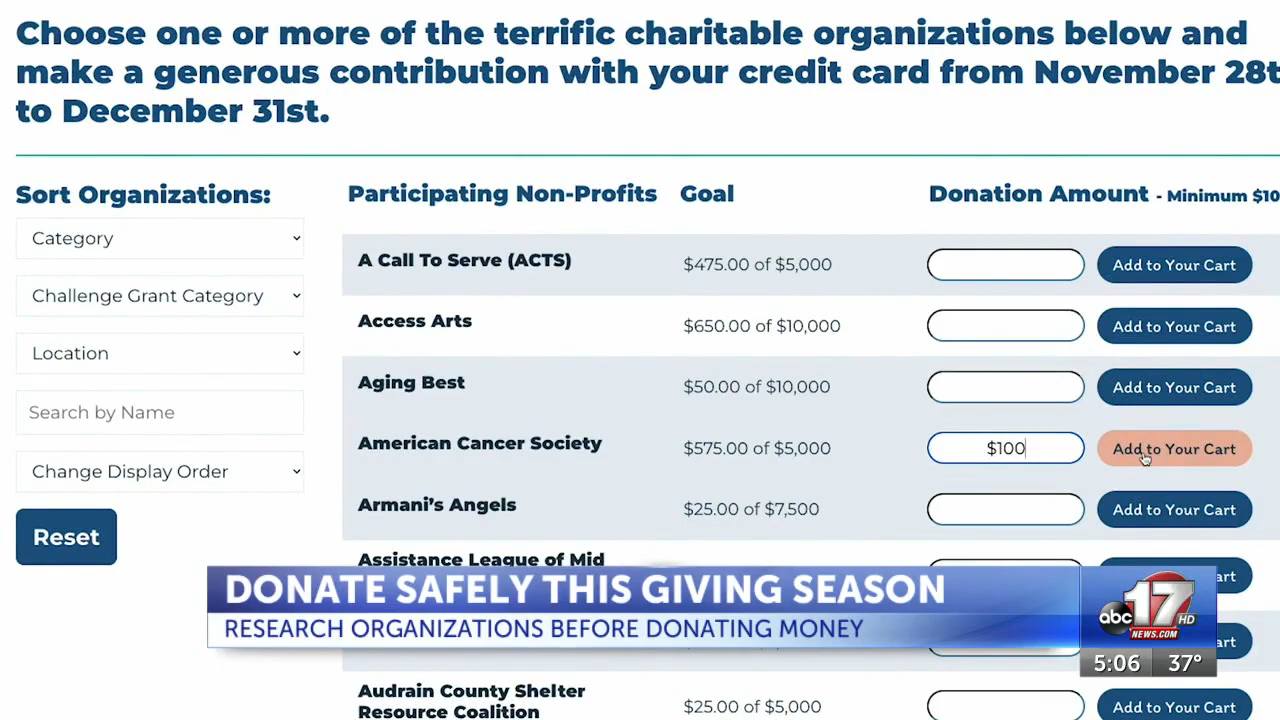 Choose one or more of the terrific charitable organizations below and
make a generous contribution with your credit card from November 28t
to December 31st.
Sort Organizations:
Category
Challenge Grant Category
Location
Search by Name
Change Display Order
Reset
Participating Non-Profits Goal Donation Amount - Minimum $10
A Call To Serve (ACTS) $475.00 of $5,000 Add to Your Cart
Access Arts $650.00 of $10,000 Add to Your Cart
Aging Best $50.00 of $10,000 Add to Your Cart
American Cancer Society $575.00 of $5,000 $100 Add to Your Cart
Armani's Angels $25.00 of $7,500 Add to Your Cart
Assistance League of Mid
rt
rt
Audrain County Shelter
Resource Coalition $25.00 of $5,000 Add to Your Cart
DONATE SAFELY THIS GIVING SEASON
RESEARCH ORGANIZATIONS BEFORE DONATING MONEY
abc 17 HD
NEWS.COM
5:06 37°